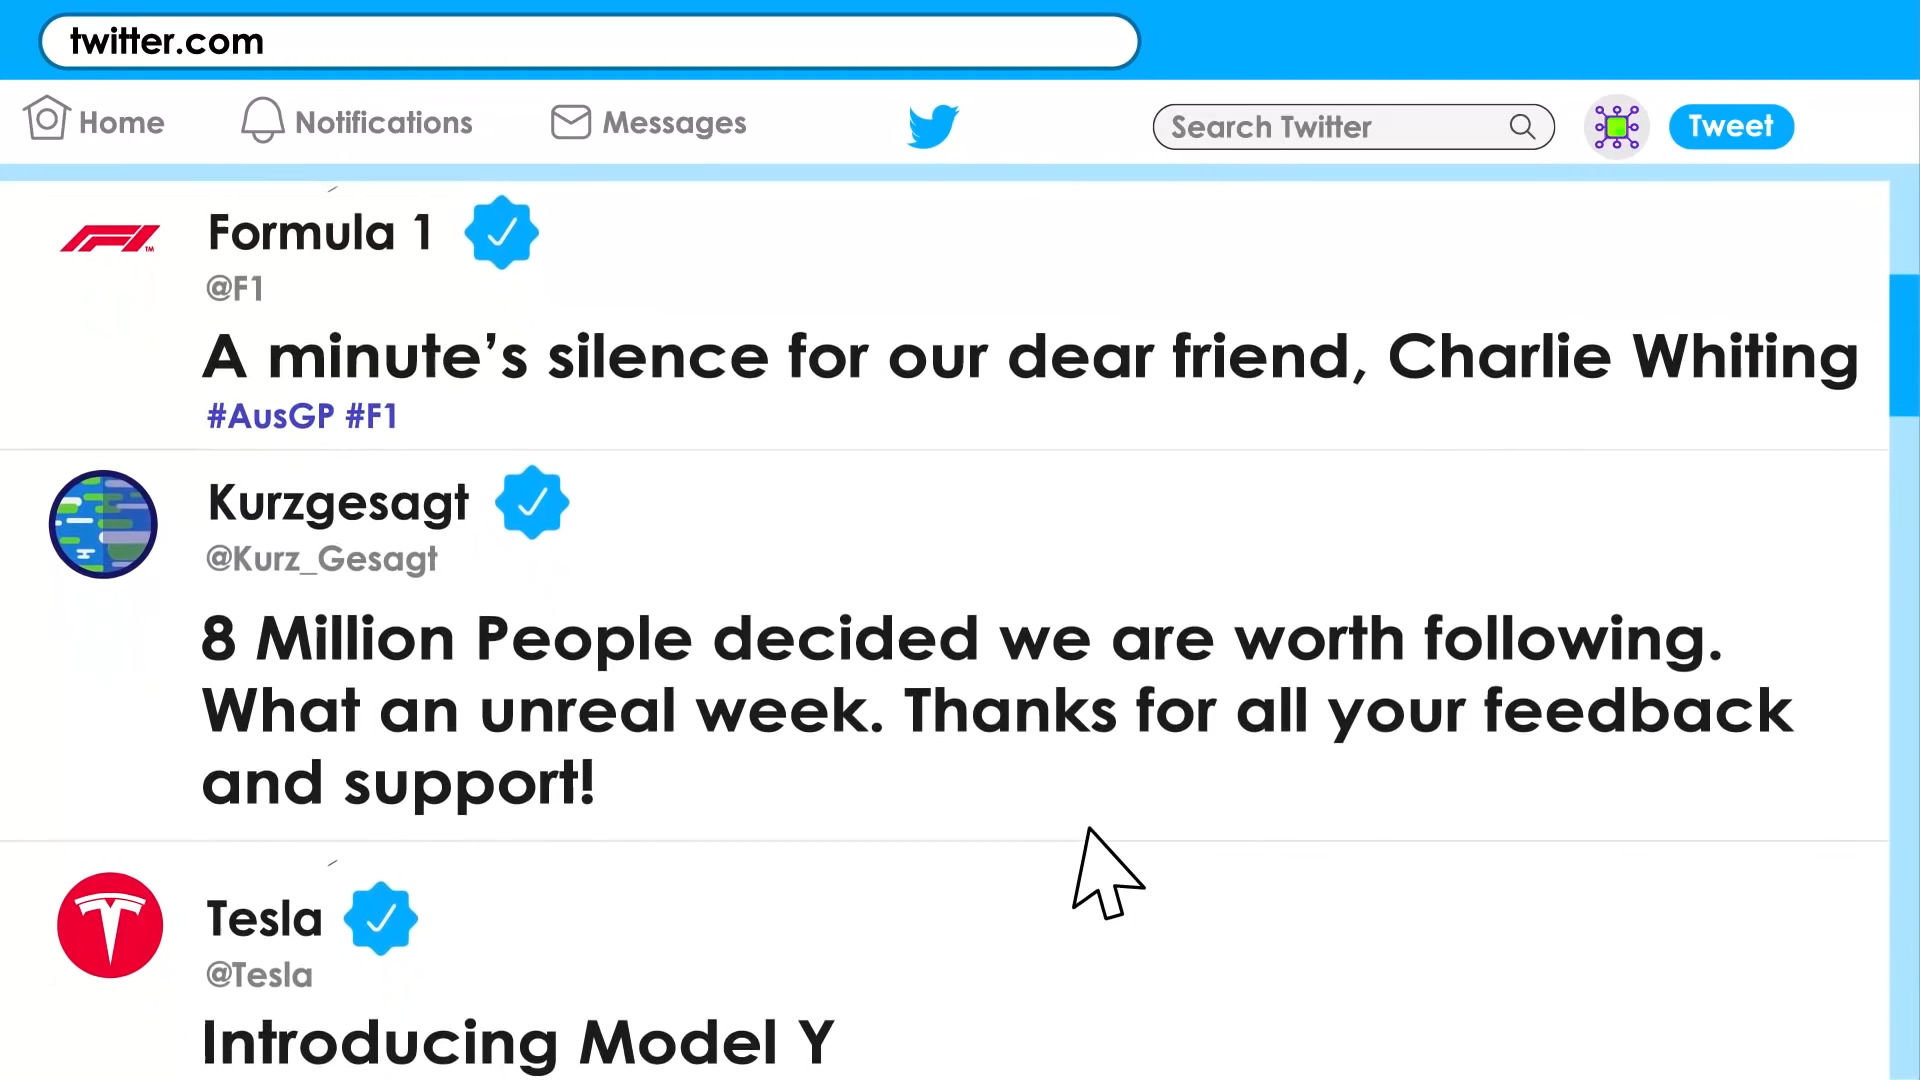 twitter.com
Home Notifications Messages Search Twitter Tweet
Formula 1
@F1
A minute’s silence for our dear friend, Charlie Whiting
#AusGP #F1
Kurzgesagt
@Kurz_Gesagt
8 Million People decided we are worth following.
What an unreal week. Thanks for all your feedback
and support!
Tesla
@Tesla
Introducing Model Y